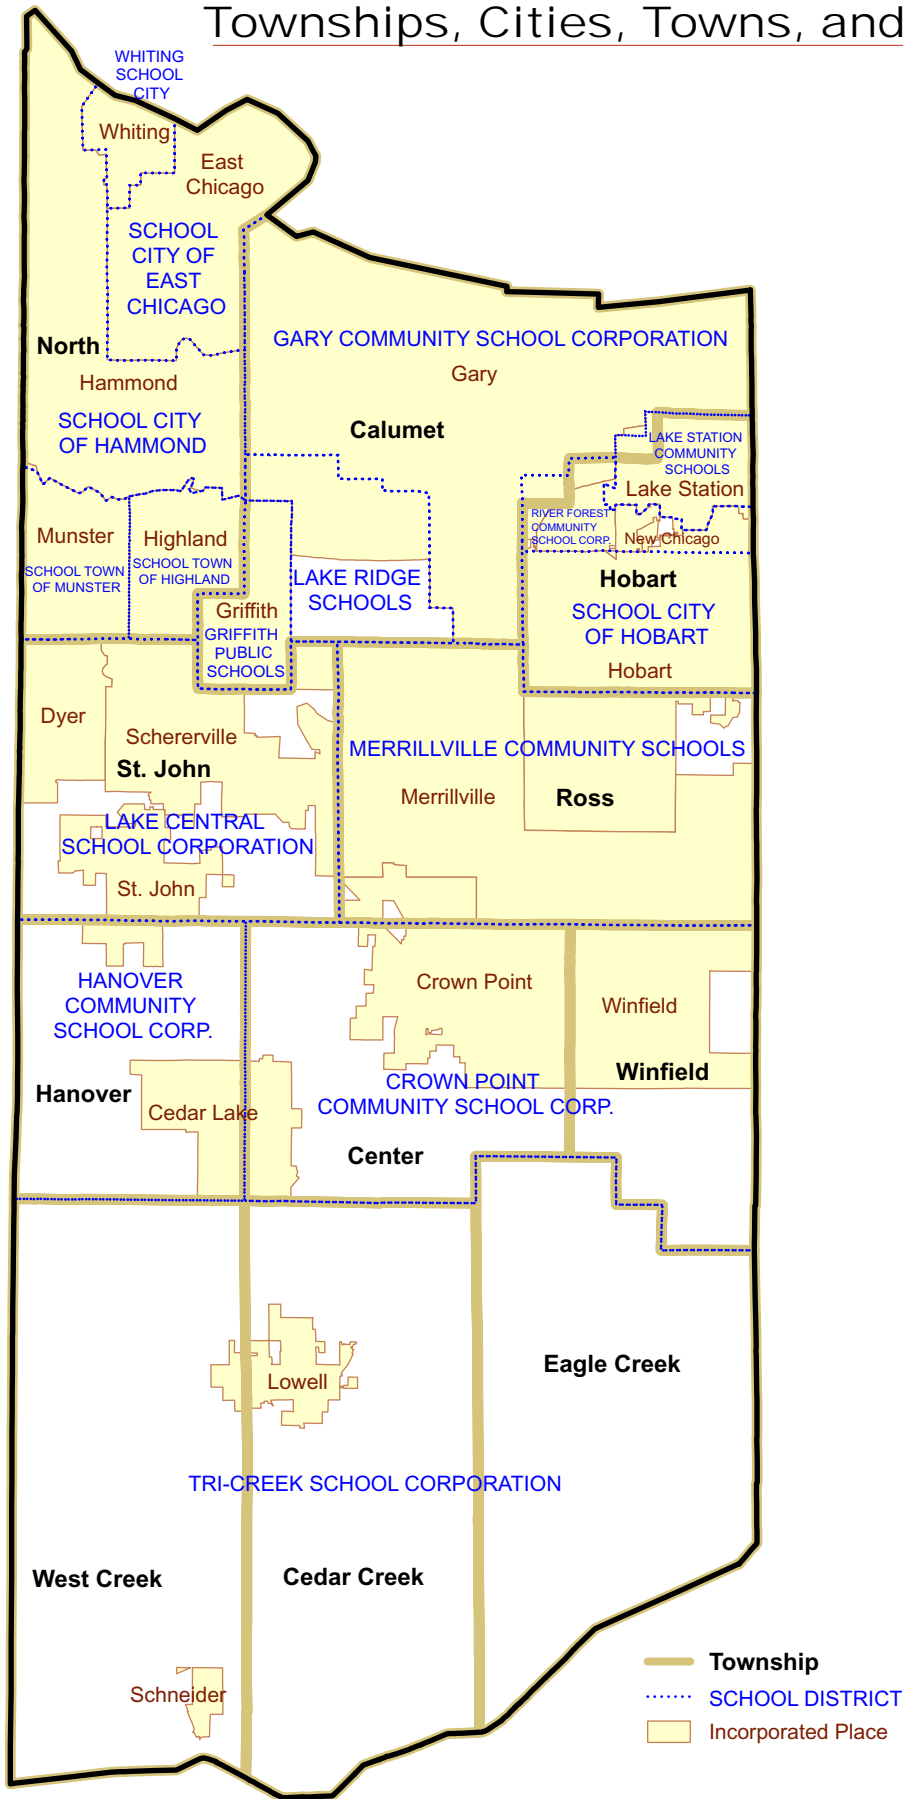 Townships, Cities, Towns, and
WHITING
SCHOOL
CITY
Whiting
East
Chicago
SCHOOL
CITY OF
EAST
CHICAGO
North
Hammond
SCHOOL CITY
OF HAMMOND
GARY COMMUNITY SCHOOL CORPORATION
Gary
Calumet
LAKE STATION
COMMUNITY
SCHOOLS
Lake Station
RIVER FOREST
COMMUNITY
SCHOOL CORP.
New Chicago
Munster
SCHOOL TOWN
OF MUNSTER
Highland
SCHOOL TOWN
OF HIGHLAND
Griffith
GRIFFITH
PUBLIC
SCHOOLS
LAKE RIDGE
SCHOOLS
Hobart
SCHOOL CITY
OF HOBART
Hobart
Dyer
Schererville
St. John
LAKE CENTRAL
SCHOOL CORPORATION
St. John
MERRILLVILLE COMMUNITY SCHOOLS
Merrillville
Ross
HANOVER
COMMUNITY
SCHOOL CORP.
Hanover
Cedar Lake
Crown Point
CROWN POINT
COMMUNITY SCHOOL CORP.
Center
Winfield
Winfield
Lowell
Eagle Creek
TRI-CREEK SCHOOL CORPORATION
West Creek
Cedar Creek
Schneider
Township
SCHOOL DISTRICT
Incorporated Place